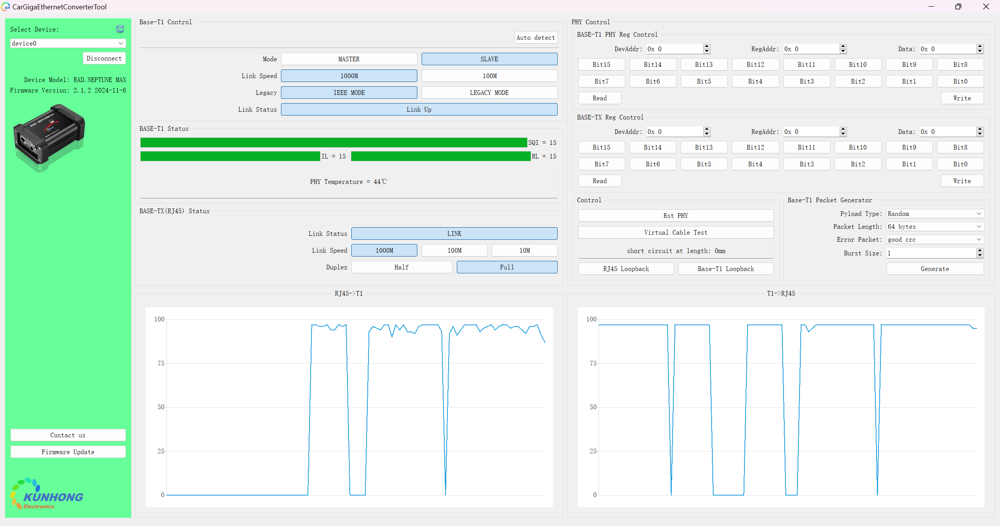 CarGigaEthernetConverterTool
Select Device:
device0
Disconnect
Device Model: RAD.NEPTUNE MAX
Firmware Version: 2.1.2 2024-11-6
RAD-NEPTUNE PRO
Contact us
Firmware Update
KUNHONG
Electronics
Base-T1 Control
Auto detect
Mode MASTER SLAVE
Link Speed 1000M 100M
Legacy IEEE MODE LEGACY MODE
Link Status Link Up
BASE-T1 Status
SQI = 15
IL = 15 RL = 15
PHY Temperature = 44℃
BASE-TX(RJ45) Status
Link Status LINK
Link Speed 1000M 100M 10M
Duplex Half Full
PHY Control
BASE-T1 PHY Reg Control
DevAddr: 0x 0 RegAddr: 0x 0 Data: 0x 0
Bit15 Bit14 Bit13 Bit12 Bit11 Bit10 Bit9 Bit8
Bit7 Bit6 Bit5 Bit4 Bit3 Bit2 Bit1 Bit0
Read Write
BASE-TX Reg Control
DevAddr: 0x 0 RegAddr: 0x 0 Data: 0x 0
Bit15 Bit14 Bit13 Bit12 Bit11 Bit10 Bit9 Bit8
Bit7 Bit6 Bit5 Bit4 Bit3 Bit2 Bit1 Bit0
Read Write
Control
Rst PHY
Virtual Cable Test
short circuit at length: 0mm
RJ45 Loopback Base-T1 Loopback
Base-T1 Packet Generator
Pyload Type: Random
Packet Length: 64 bytes
Error Packet: good crc
Burst Size: 1
Generate
RJ45->T1
100
75
50
25
0
T1->RJ45
100
75
50
25
0